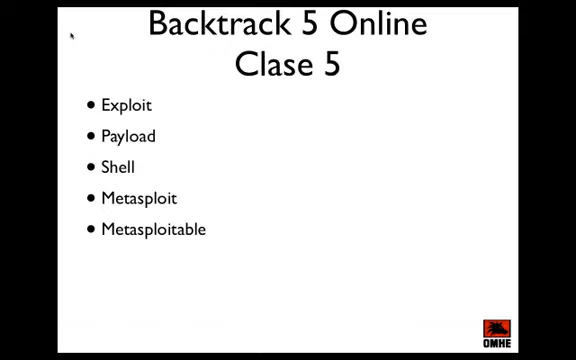 Backtrack 5 Online
Clase 5
• Exploit
• Payload
• Shell
• Metasploit
• Metasploitable
OMHE